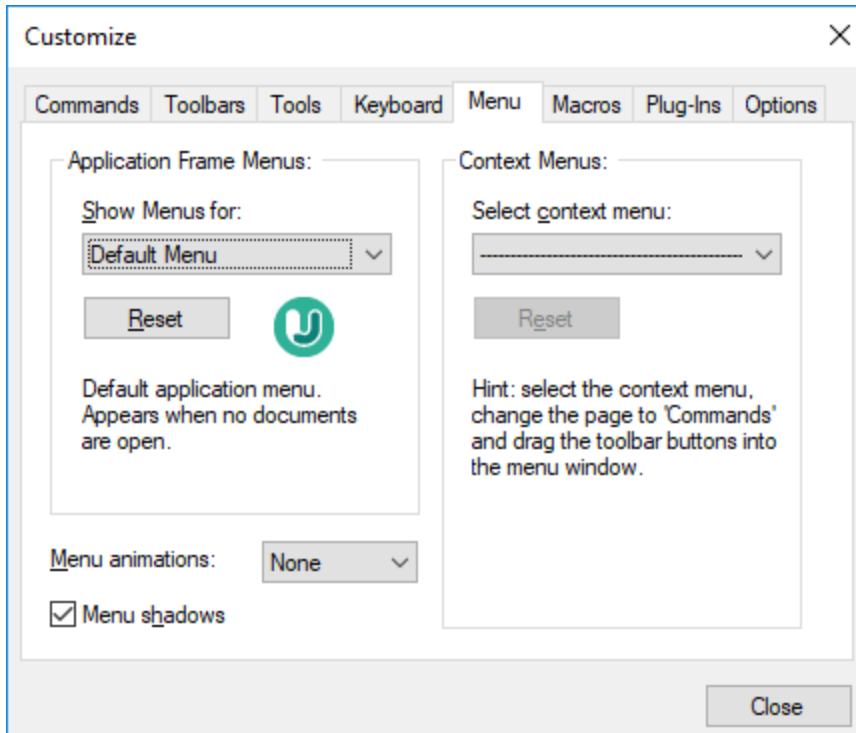 Customize
Commands Toolbars Tools Keyboard Menu Macros Plug-Ins Options
Application Frame Menus:
Show Menus for:
Default Menu
Reset
Default application menu.
Appears when no documents
are open.
Context Menus:
Select context menu:
Reset
Hint: select the context menu,
change the page to 'Commands'
and drag the toolbar buttons into
the menu window.
Menu animations:
None
Menu shadows
Close